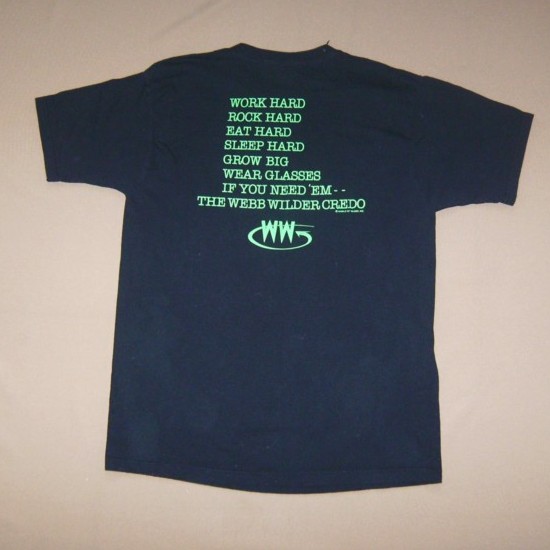 WORK HARD
ROCK HARD
EAT HARD
SLEEP HARD
GROW BIG
WEAR GLASSES
IF YOU NEED 'EM--
THE WEBB WILDER CREDO
WW